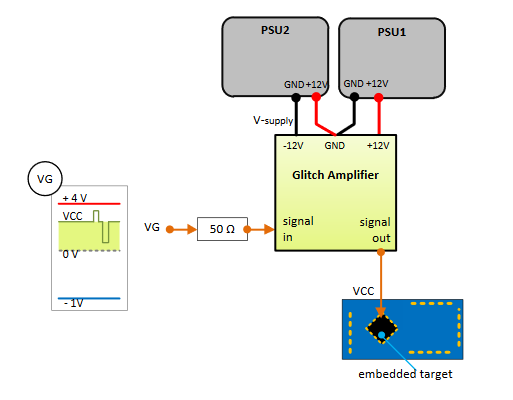 PSU2
PSU1
GND +12V
GND +12V
V-supply
-12V
GND
+12V
Glitch Amplifier
VG
+ 4 V
VCC
0 V
- 1V
VG
50 Ω
signal
in
signal
out
VCC
embedded target